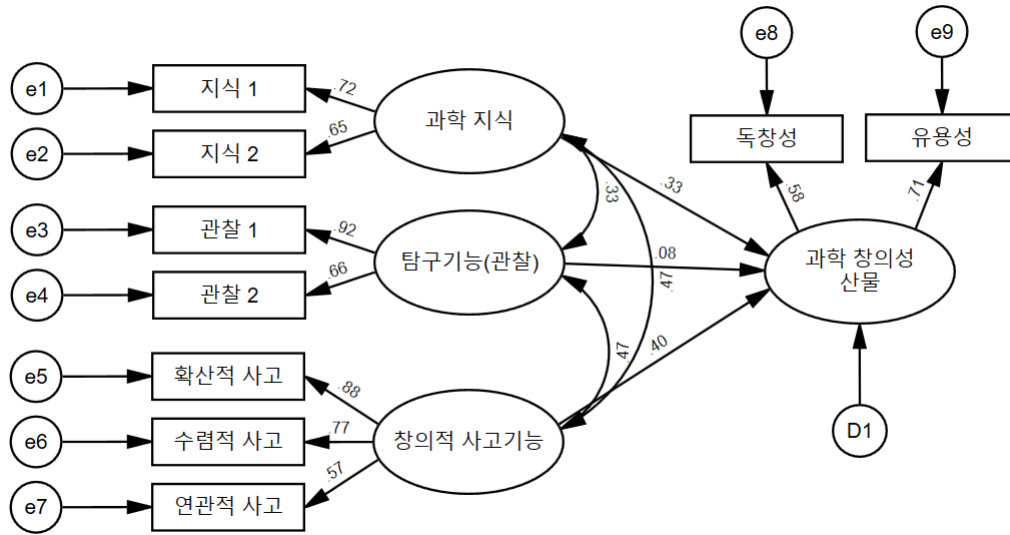 e8
e9
e1
지식 1
.72
과학 지식
e2
지식 2
.65
독창성
유용성
.33
.33
.58
.71
e3
관찰 1
.92
탐구기능(관찰)
.08
과학 창의성
산물
e4
관찰 2
.66
.47
.47
.40
e5
확산적 사고
.88
e6
수렴적 사고
.77
창의적 사고기능
D1
e7
연관적 사고
.57